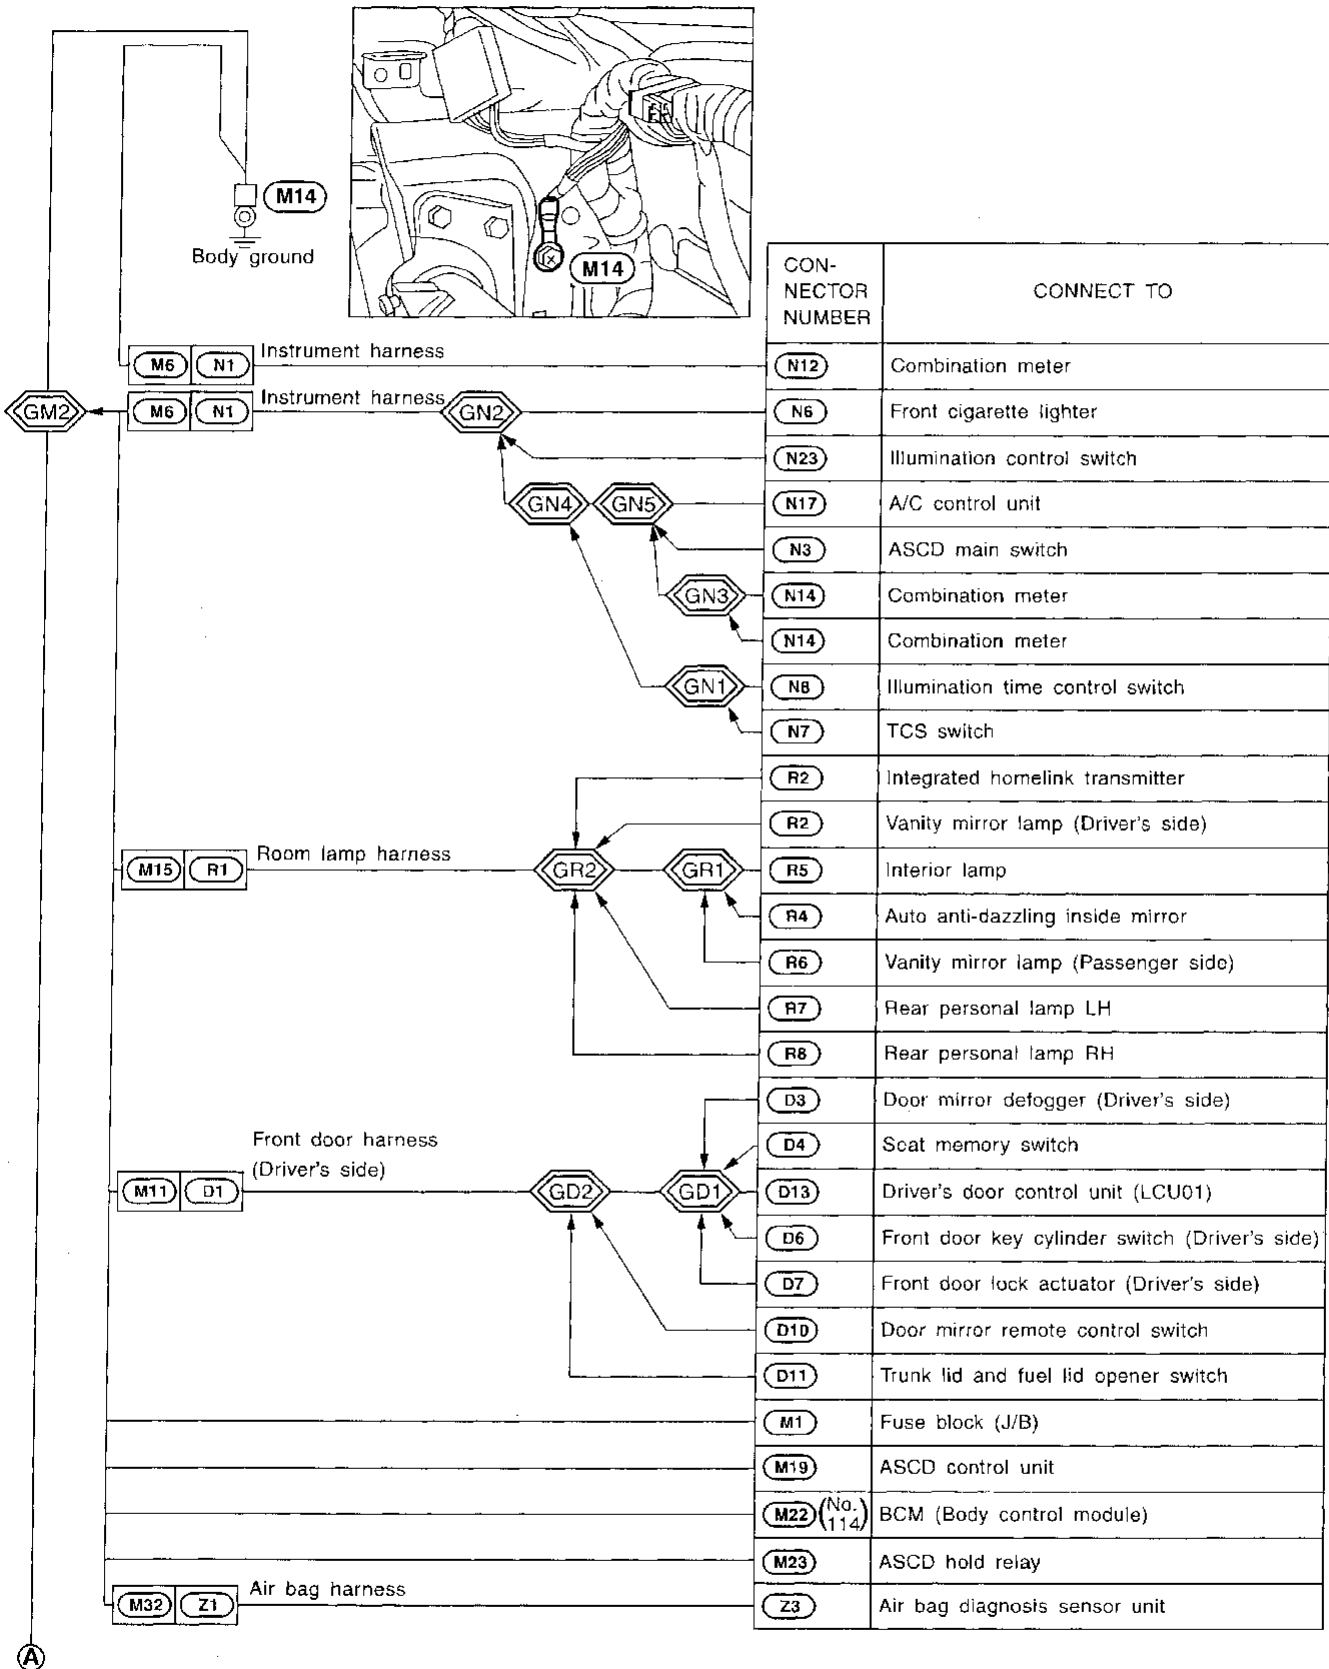 M14
Body ground
M14
CON-
NECTOR
NUMBER
CONNECT TO
M6 N1 Instrument harness N12 Combination meter
GM2 M6 N1 Instrument harness GN2 N6 Front cigarette lighter
N23 Illumination control switch
GN4 GN5 N17 A/C control unit
N3 ASCD main switch
GN3 N14 Combination meter
N14 Combination meter
GN1 N8 Illumination time control switch
N7 TCS switch
R2 Integrated homelink transmitter
R2 Vanity mirror lamp (Driver's side)
M15 R1 Room lamp harness GR2 GR1 R5 Interior lamp
R4 Auto anti-dazzling inside mirror
R6 Vanity mirror lamp (Passenger side)
R7 Rear personal lamp LH
R8 Rear personal lamp RH
D3 Door mirror defogger (Driver's side)
Front door harness
(Driver's side)
D4 Seat memory switch
M11 D1 GD2 GD1 D13 Driver's door control unit (LCU01)
D6 Front door key cylinder switch (Driver's side)
D7 Front door lock actuator (Driver's side)
D10 Door mirror remote control switch
D11 Trunk lid and fuel lid opener switch
M1 Fuse block (J/B)
M19 ASCD control unit
M22 (No. 114) BCM (Body control module)
M23 ASCD hold relay
M32 Z1 Air bag harness Z3 Air bag diagnosis sensor unit
A